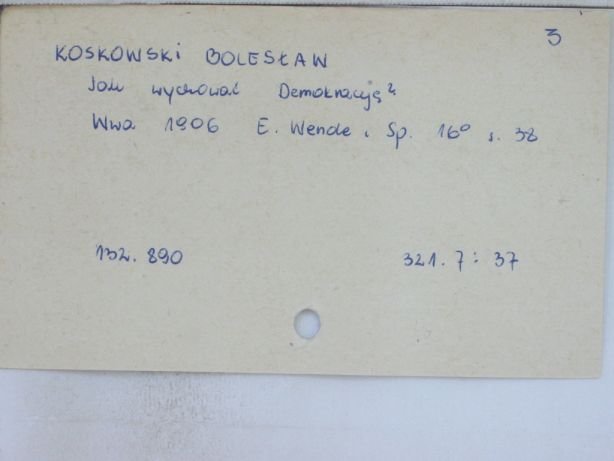 3
KOSKOWSKI BOLESŁAW
Jak wychować Demokrację?
Wwa 1906 E. Wende i Sp. 16° s. 38
132.890 321.7:37